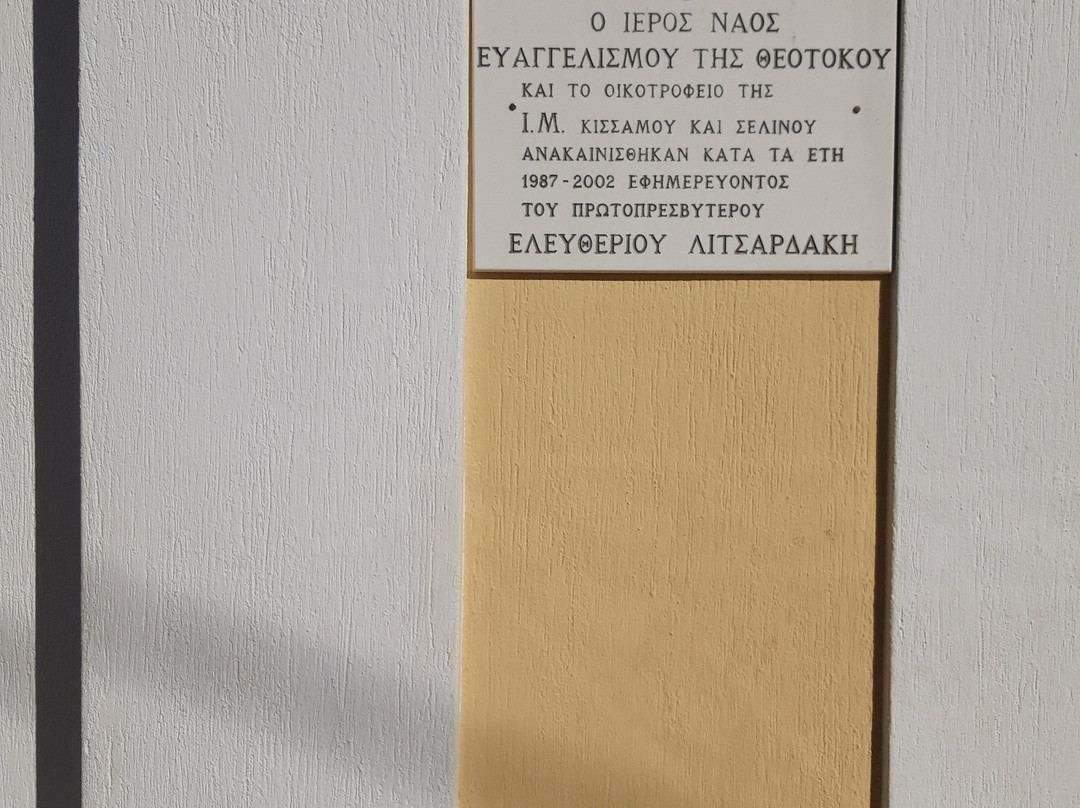 Ο ΙΕΡΟΣ ΝΑΟΣ
ΕΥΑΓΓΕΛΙΣΜΟΥ ΤΗΣ ΘΕΟΤΟΚΟΥ
ΚΑΙ ΤΟ ΟΙΚΟΤΡΟΦΕΙΟ ΤΗΣ
Ι.Μ. ΚΙΣΣΑΜΟΥ ΚΑΙ ΣΕΛΙΝΟΥ
ΑΝΑΚΑΙΝΙΣΘΗΚΑΝ ΚΑΤΑ ΤΑ ΕΤΗ
1987-2002 ΕΦΗΜΕΡΕΥΟΝΤΟΣ
ΤΟΥ ΠΡΩΤΟΠΡΕΣΒΥΤΕΡΟΥ
ΕΛΕΥΘΕΡΙΟΥ ΛΙΤΣΑΡΔΑΚΗ